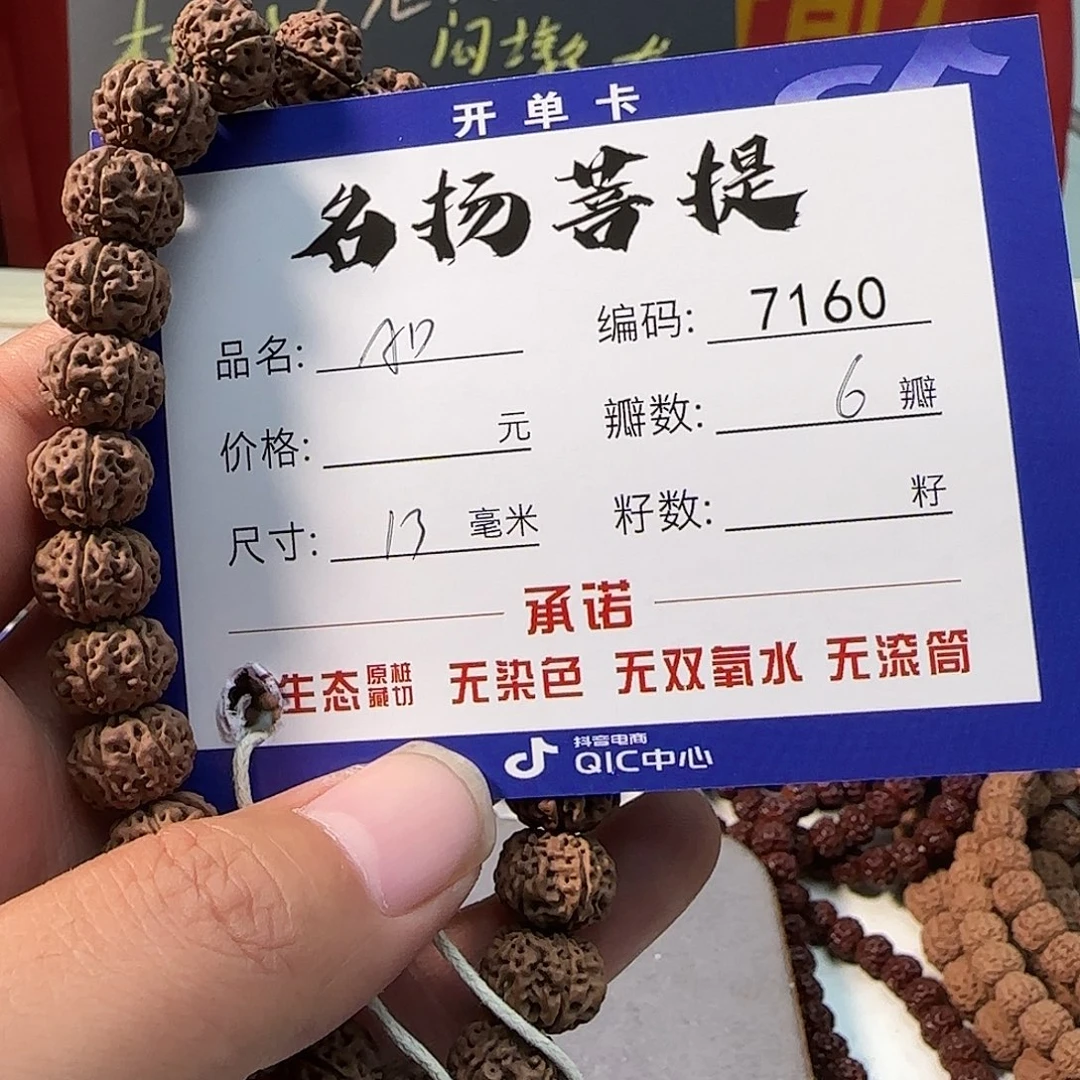 开单卡
名扬菩提
品名:
编码: 7160
价格: 元
瓣数: 6 瓣
尺寸: 13 毫米
籽数: 籽
承诺
生态 原桩藏切 无染色 无双氧水 无滚筒
抖音电商
QIC中心